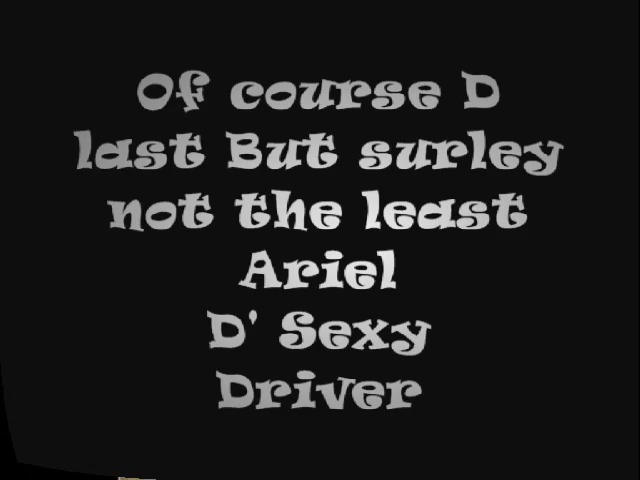 Of course D
last But surley
not the least
Ariel
D' Sexy
Driver